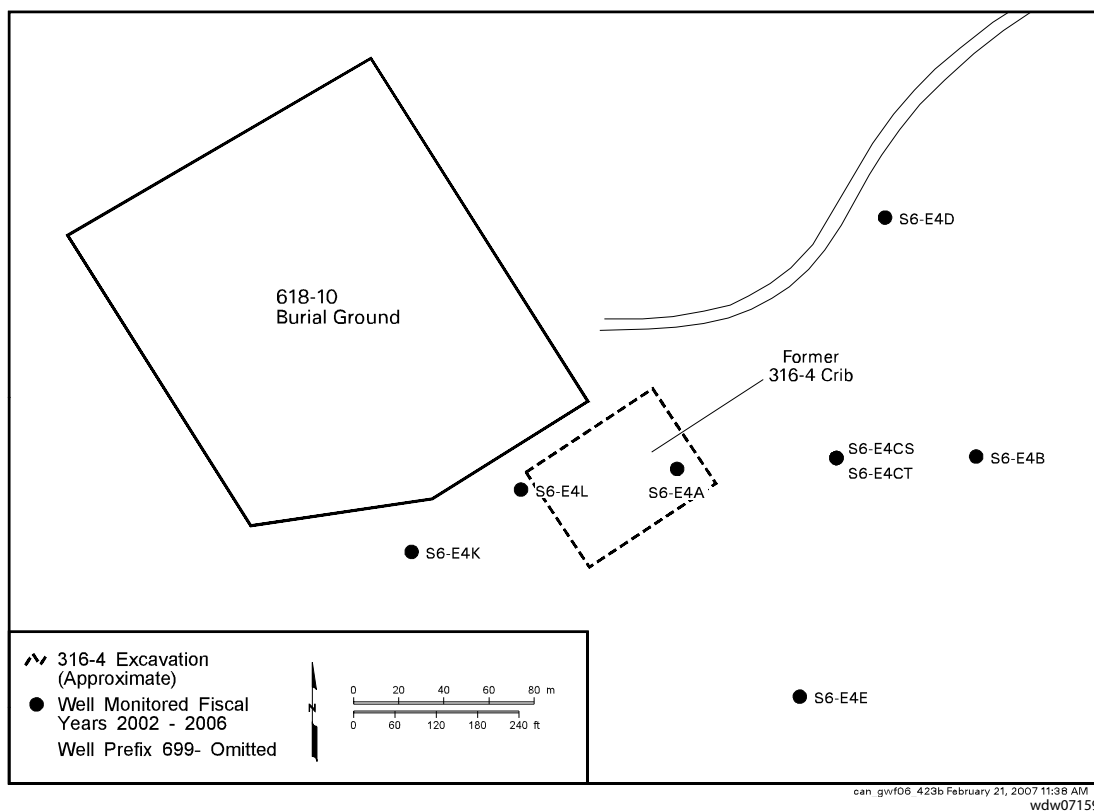 S6-E4D
618-10
Burial Ground
Former
316-4 Crib
S6-E4CS
S6-E4CT
S6-E4B
S6-E4L
S6-E4A
S6-E4K
S6-E4E
316-4 Excavation
(Approximate)
Well Monitored Fiscal
Years 2002 - 2006
Well Prefix 699- Omitted
N
0 20 40 60 80 m
0 60 120 180 240 ft
can_gwf06_423b February 21, 2007 11:38 AM
wdw07159